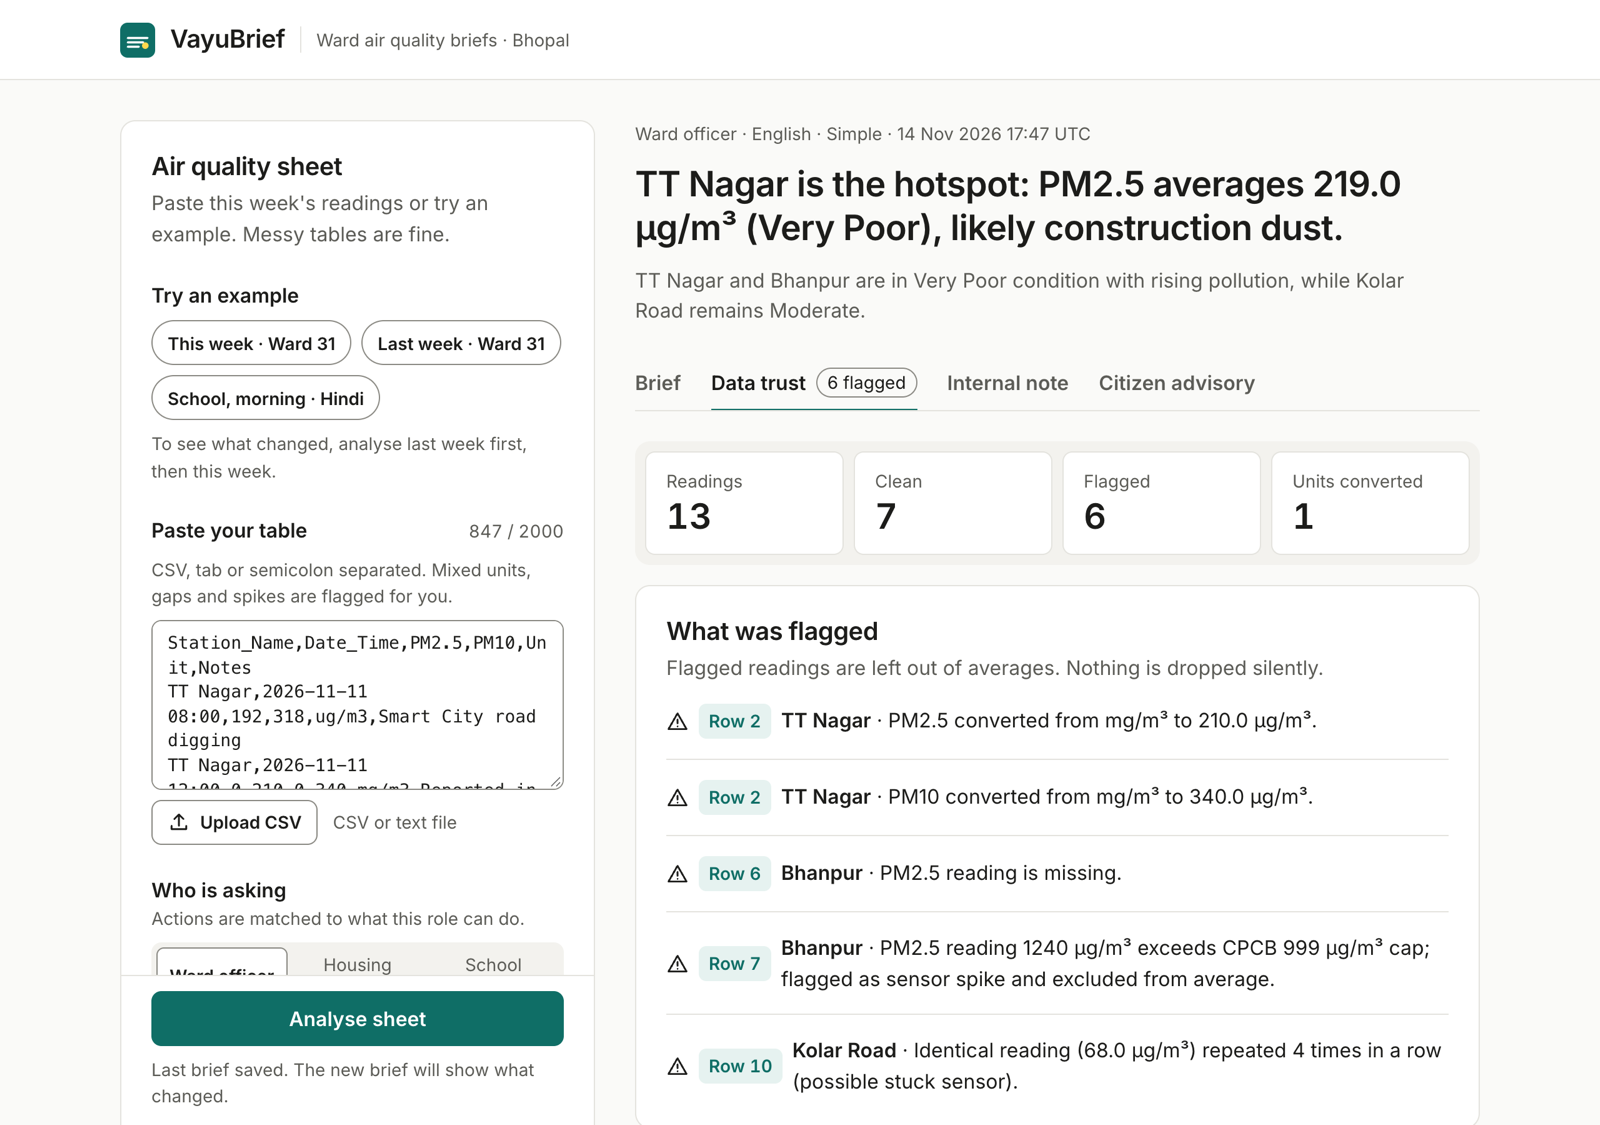 VayuBrief
Ward air quality briefs · Bhopal
Air quality sheet
Paste this week's readings or try an
example. Messy tables are fine.
Try an example
This week · Ward 31
Last week · Ward 31
School, morning · Hindi
To see what changed, analyse last week first,
then this week.
Paste your table
847 / 2000
CSV, tab or semicolon separated. Mixed units,
gaps and spikes are flagged for you.
Station_Name,Date_Time,PM2.5,PM10,Un
it,Notes
TT Nagar,2026-11-11
08:00,192,318,ug/m3,Smart City road
digging
TT Nagar,2026-11-11
12:00,0.210,0.340,mg/m3,Reported in
Upload CSV
CSV or text file
Who is asking
Actions are matched to what this role can do.
Ward officer
Housing
School
Analyse sheet
Last brief saved. The new brief will show what
changed.
Ward officer · English · Simple · 14 Nov 2026 17:47 UTC
TT Nagar is the hotspot: PM2.5 averages 219.0
µg/m³ (Very Poor), likely construction dust.
TT Nagar and Bhanpur are in Very Poor condition with rising pollution, while Kolar
Road remains Moderate.
Brief
Data trust
6 flagged
Internal note
Citizen advisory
Readings
13
Clean
7
Flagged
6
Units converted
1
What was flagged
Flagged readings are left out of averages. Nothing is dropped silently.
Row 2 TT Nagar · PM2.5 converted from mg/m³ to 210.0 µg/m³.
Row 2 TT Nagar · PM10 converted from mg/m³ to 340.0 µg/m³.
Row 6 Bhanpur · PM2.5 reading is missing.
Row 7 Bhanpur · PM2.5 reading 1240 µg/m³ exceeds CPCB 999 µg/m³ cap;
flagged as sensor spike and excluded from average.
Row 10 Kolar Road · Identical reading (68.0 µg/m³) repeated 4 times in a row
(possible stuck sensor).